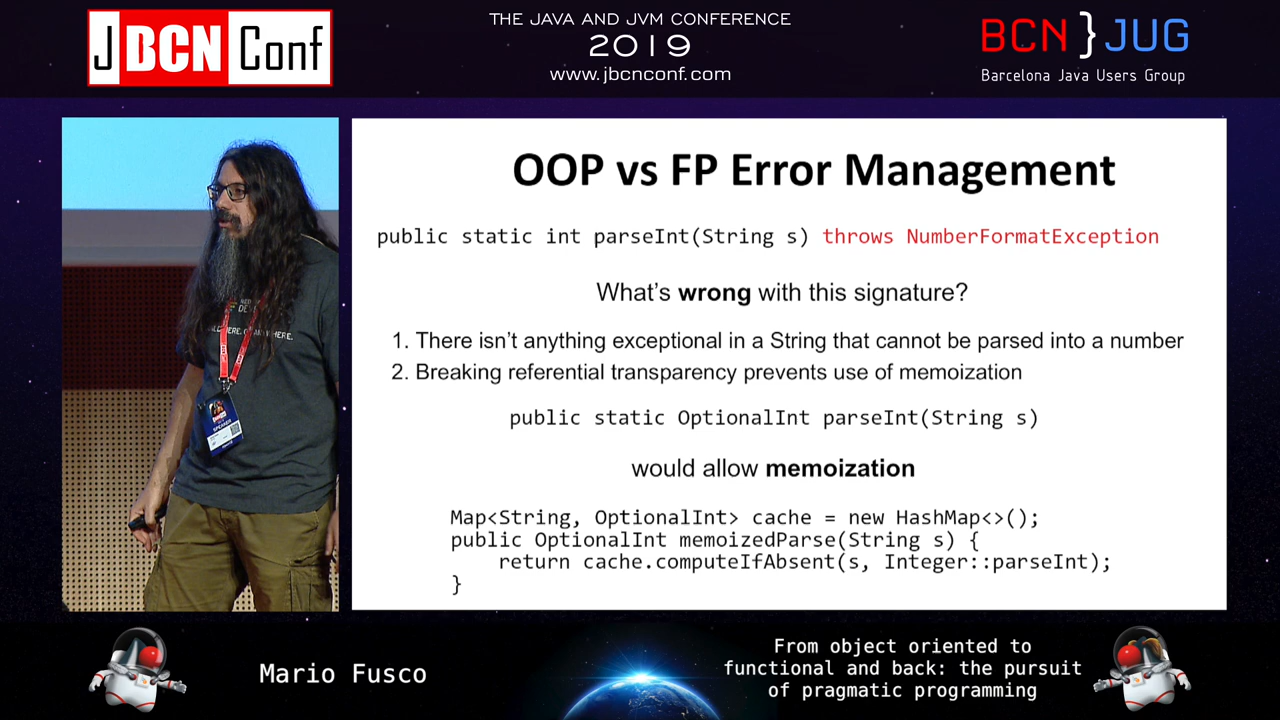 J BCN Conf
THE JAVA AND JVM CONFERENCE
2019
www.jbcnconf.com
BCN } JUG
Barcelona Java Users Group
OOP vs FP Error Management
public static int parseInt(String s) throws NumberFormatException
What's wrong with this signature?
1. There isn't anything exceptional in a String that cannot be parsed into a number
2. Breaking referential transparency prevents use of memoization
public static OptionalInt parseInt(String s)
would allow memoization
Map<String, OptionalInt> cache = new HashMap<>();
public OptionalInt memoizedParse(String s) {
return cache.computeIfAbsent(s, Integer::parseInt);
}
SPEAKER
Mario Fusco
From object oriented to
functional and back: the pursuit
of pragmatic programming